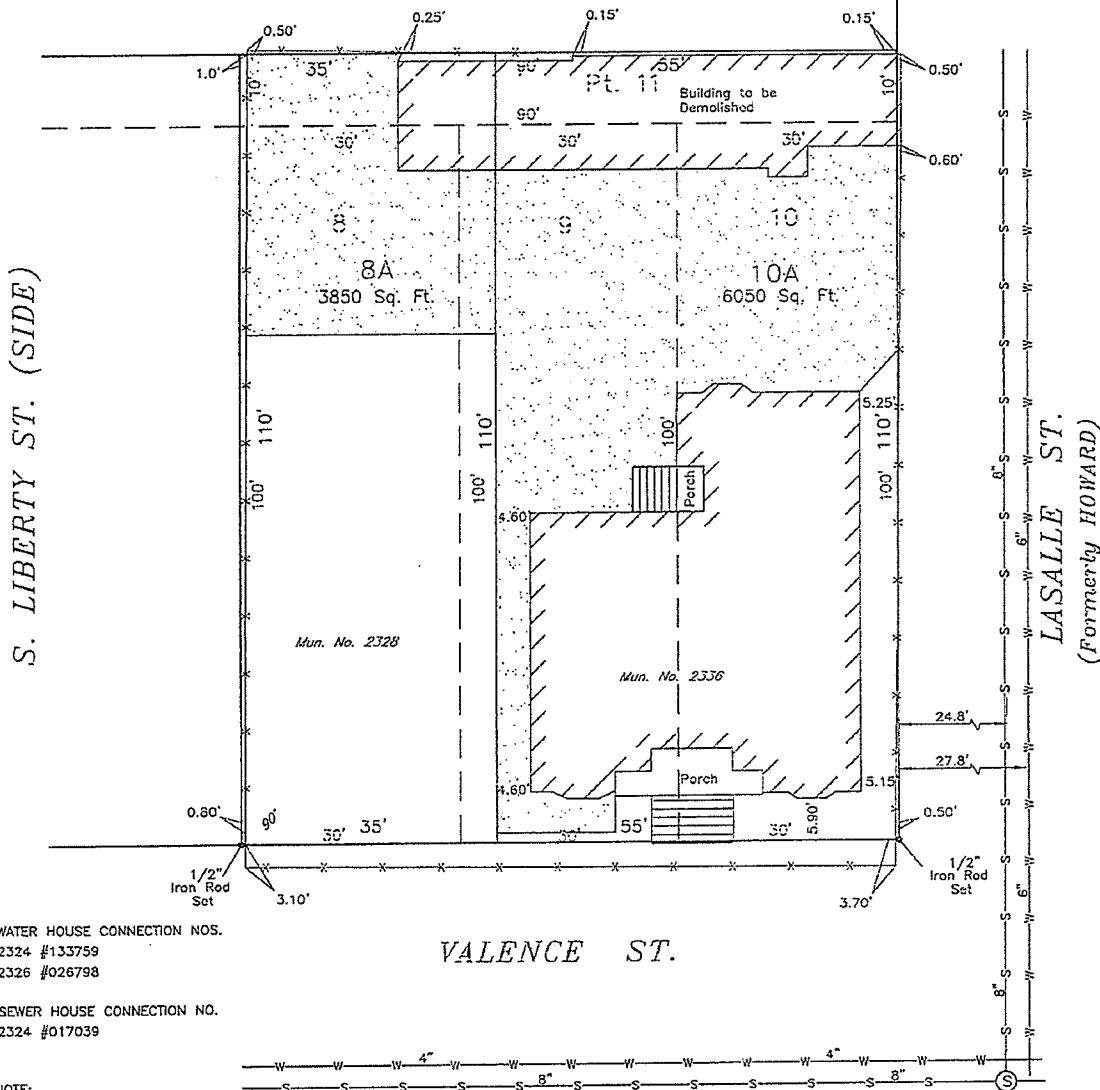 0.50'
0.25'
0.15'
0.15'
1.0'
35'
90'
55'
0.50'
10'
Pt. 11
Building to be
Demolished
10'
90'
30'
30'
30'
0.60'
8
9
10
8A
3850 Sq. Ft.
10A
6050 Sq. Ft.
S. LIBERTY ST. (SIDE)
110'
100'
110'
100'
100'
5.25'
110'
100'
Porch
4.60'
8"
6"
LASALLE ST.
(Formerly HOWARD)
Mun. No. 2328
Mun. No. 2336
24.8'
27.8'
Porch
4.60'
5.15'
0.80'
90°
35'
30'
30'
55'
30'
5.90'
0.50'
1/2"
Iron Rod
Set
3.10'
3.70'
1/2"
Iron Rod
Set
6"
WATER HOUSE CONNECTION NOS.
2324 #133759
2326 #026798
VALENCE ST.
SEWER HOUSE CONNECTION NO.
2324 #017039
8"
W W 4" W W W W W 4" W W
NOTE:
S S 8" S S S S 8" S